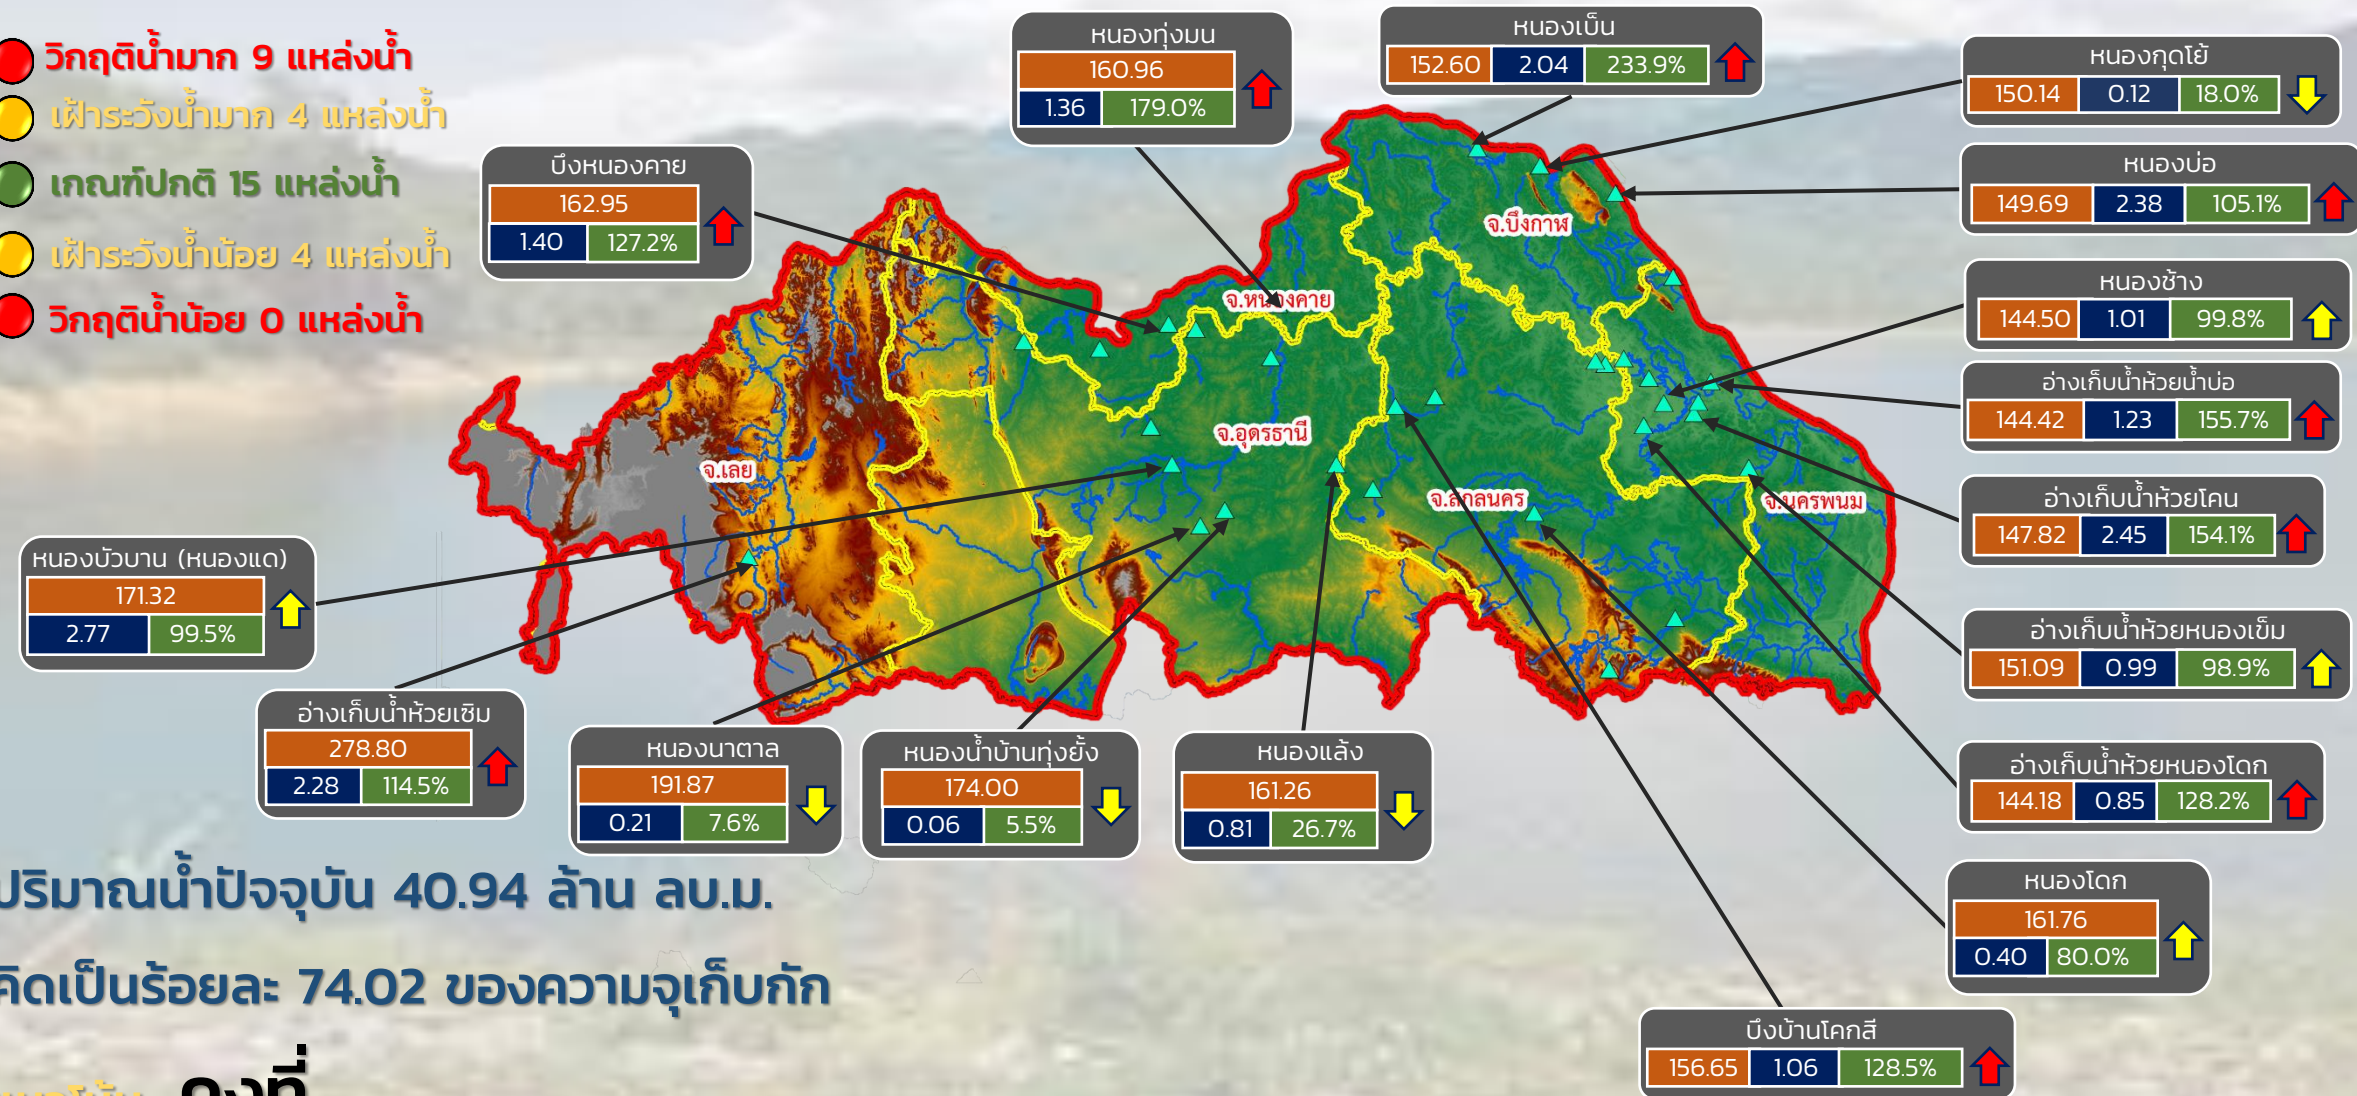 วิกฤติน้ำมาก 9 แหล่งน้ำ
เฝ้าระวังน้ำมาก 4 แหล่งน้ำ
เกณฑ์ปกติ 15 แหล่งน้ำ
เฝ้าระวังน้ำน้อย 4 แหล่งน้ำ
วิกฤติน้ำน้อย 0 แหล่งน้ำ
บึงหนองคาย
162.95
1.40 127.2%
หนองทุ่งมน
160.96
1.36 179.0%
หนองเบ็น
152.60 2.04 233.9%
หนองกุดโย้
150.14 0.12 18.0%
หนองบ่อ
149.69 2.38 105.1%
หนองช้าง
144.50 1.01 99.8%
อ่างเก็บน้ำห้วยน้ำบ่อ
144.42 1.23 155.7%
อ่างเก็บน้ำห้วยโคน
147.82 2.45 154.1%
อ่างเก็บน้ำห้วยหนองเข็ม
151.09 0.99 98.9%
อ่างเก็บน้ำห้วยหนองโดก
144.18 0.85 128.2%
หนองโดก
161.76
0.40 80.0%
บึงบ้านโคกสี
156.65 1.06 128.5%
จ.บึงกาฬ
จ.หนองคาย
จ.อุดรธานี
จ.เลย
จ.สกลนคร
จ.นครพนม
หนองบัวบาน (หนองแด)
171.32
2.77 99.5%
อ่างเก็บน้ำห้วยเซิม
278.80
2.28 114.5%
หนองนาตาล
191.87
0.21 7.6%
หนองน้ำบ้านทุ่งยั้ง
174.00
0.06 5.5%
หนองแล้ง
161.26
0.81 26.7%
ปริมาณน้ำปัจจุบัน 40.94 ล้าน ลบ.ม.
คิดเป็นร้อยละ 74.02 ของความจุเก็บกัก
คงที่